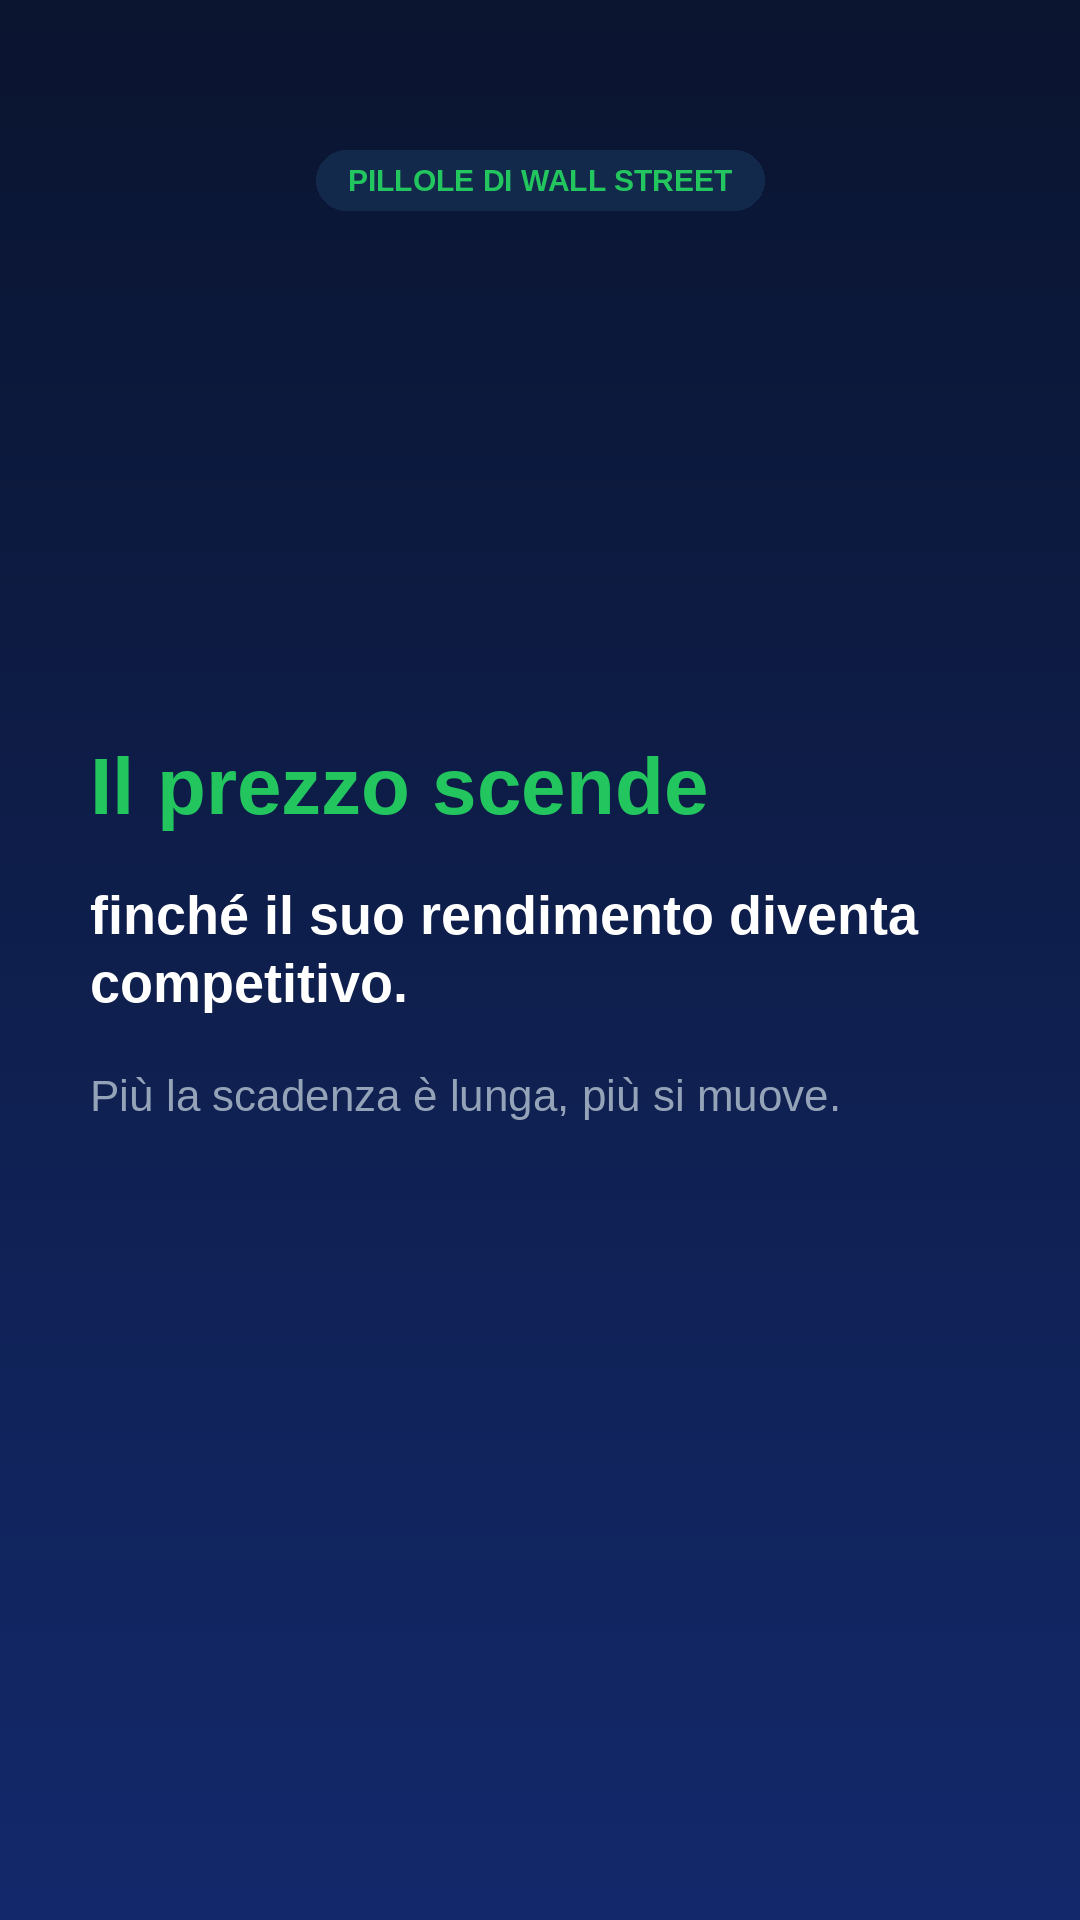 PILLOLE DI WALL STREET
Il prezzo scende
finché il suo rendimento diventa
competitivo.
Più la scadenza è lunga, più si muove.